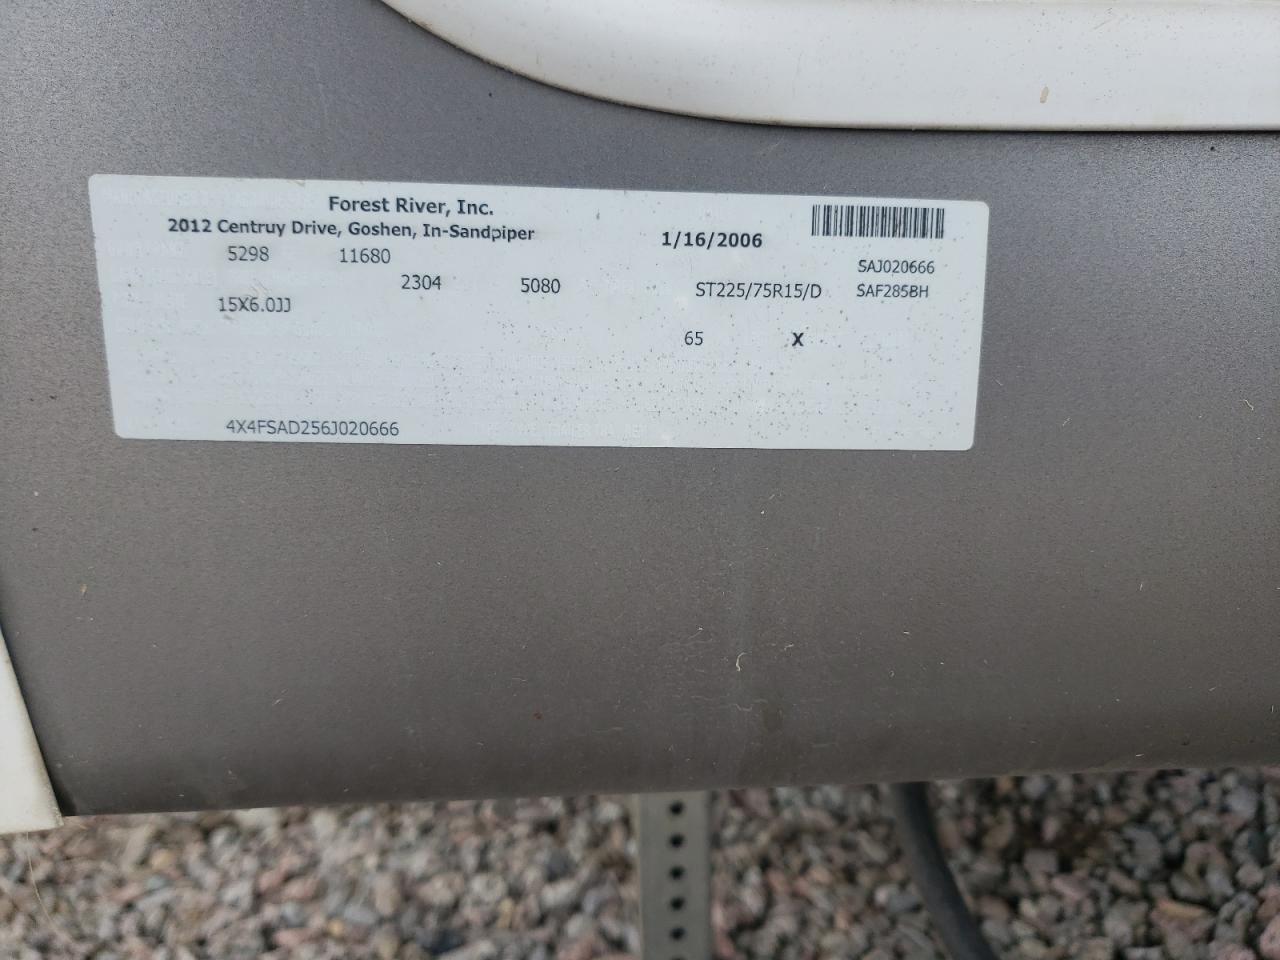 Forest River, Inc.
2012 Centruy Drive, Goshen, In-Sandpiper
1/16/2006
5298 11680
SAJ020666
2304 5080 ST225/75R15/D SAF285BH
15X6.0JJ
65 X
4X4FSAD256J020666